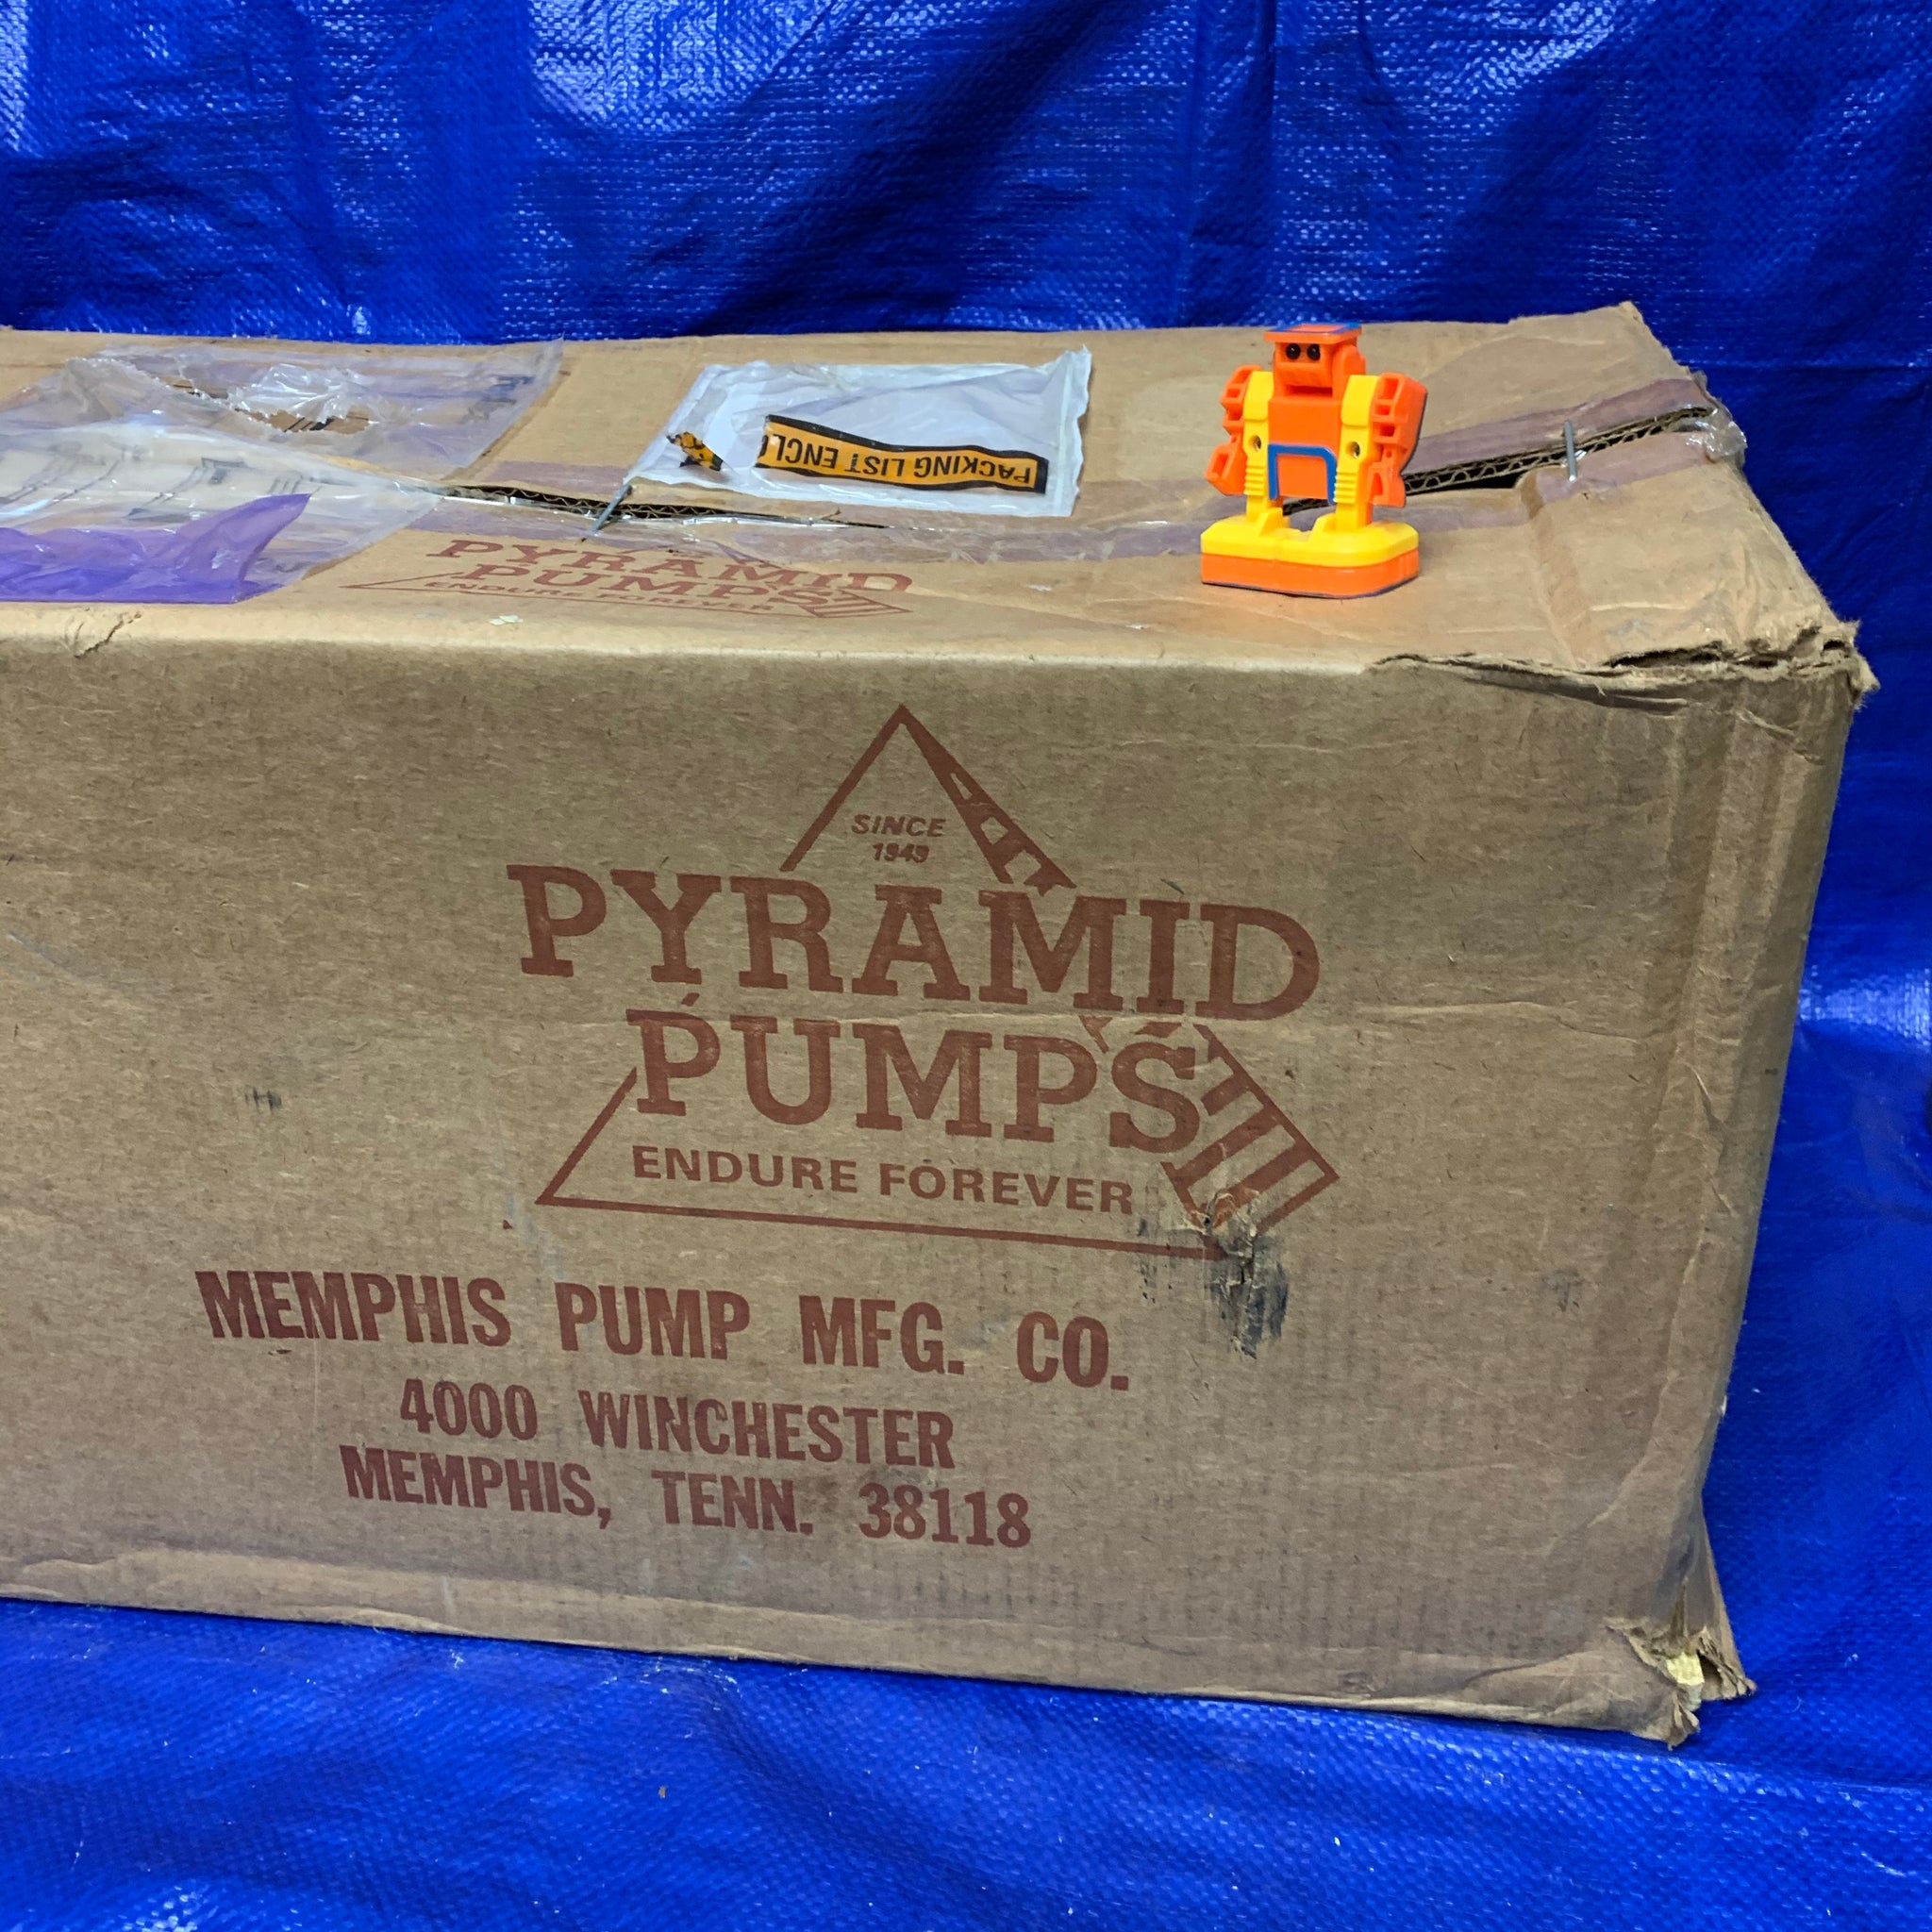 PACKING LIST ENCL
PYRAMID
PUMPS
ENDURE FOREVER
SINCE
1949
PYRAMID
PUMPS
ENDURE FOREVER
MEMPHIS PUMP MFG. CO.
4000 WINCHESTER
MEMPHIS, TENN. 38118